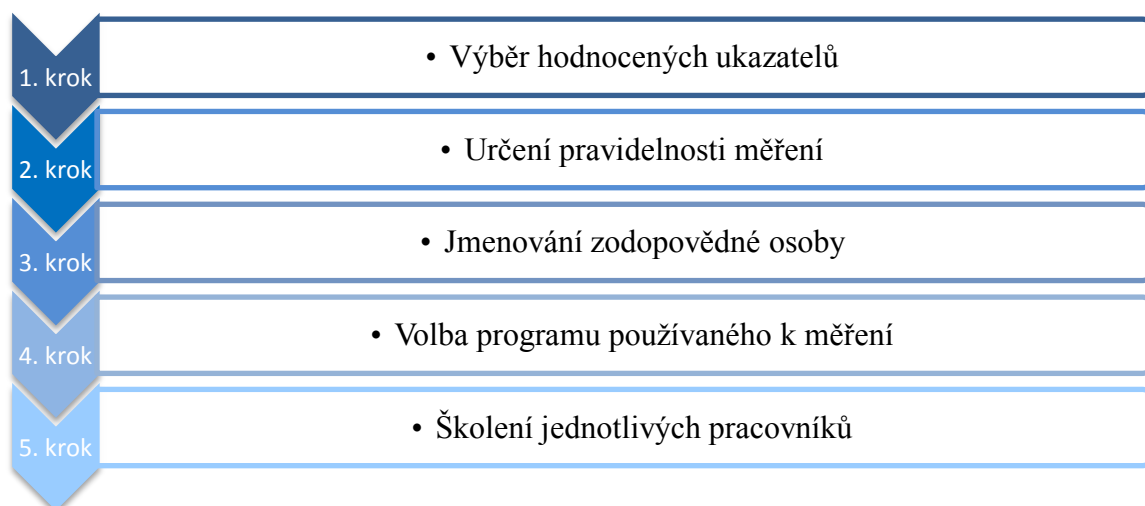 1. krok
• Výběr hodnocených ukazatelů
2. krok
• Určení pravidelnosti měření
3. krok
• Jmenování zodopovědné osoby
4. krok
• Volba programu používaného k měření
5. krok
• Školení jednotlivých pracovníků